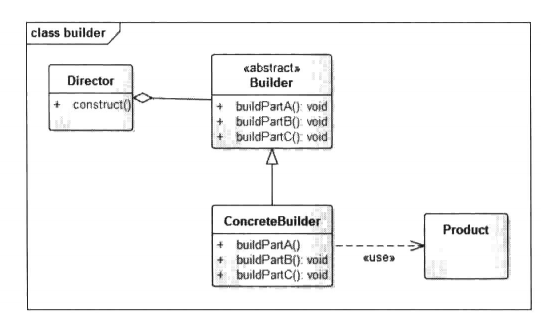 class builder
Director
+ construct()
«abstract»
Builder
+ buildPartA(): void
+ buildPartB(): void
+ buildPartC(): void
ConcreteBuilder
+ buildPartA()
+ buildPartB(): void
+ buildPartC(): void
«use»
Product